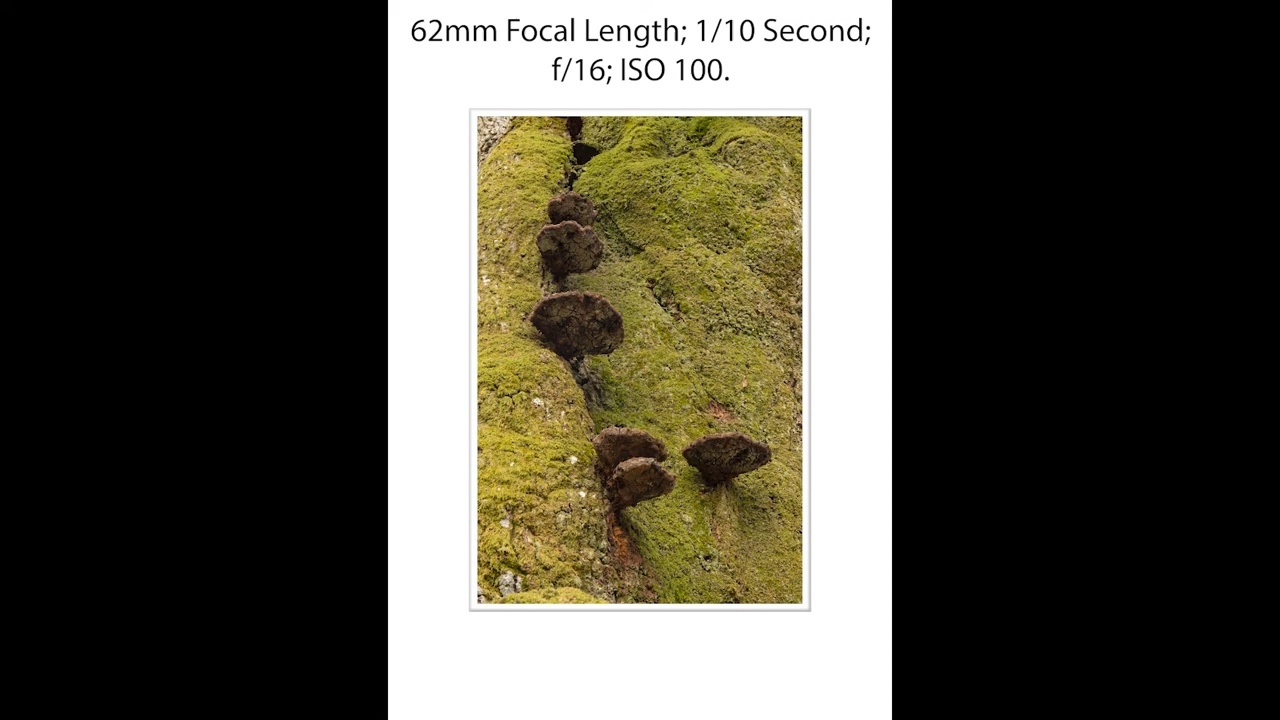 62mm Focal Length; 1/10 Second;
f/16; ISO 100.